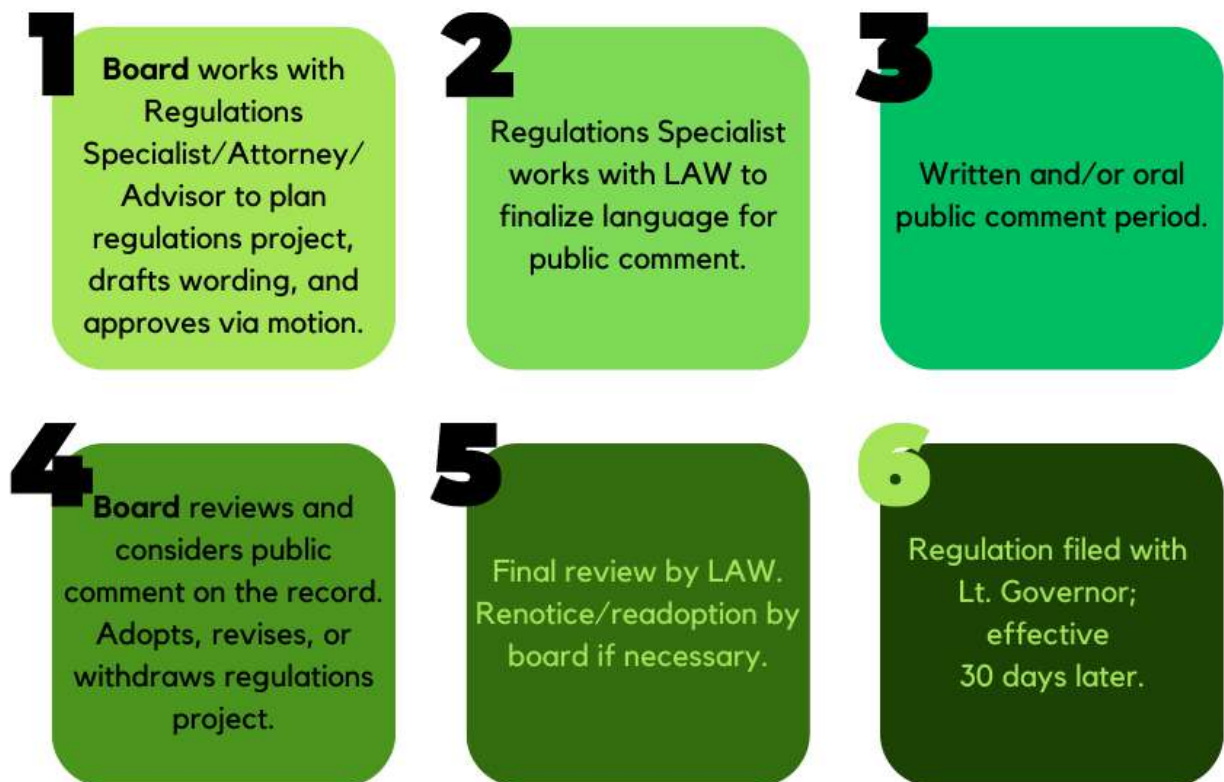 1
Board works with
Regulations
Specialist/Attorney/
Advisor to plan
regulations project,
drafts wording, and
approves via motion.
2
Regulations Specialist
works with LAW to
finalize language for
public comment.
3
Written and/or oral
public comment period.
4
Board reviews and
considers public
comment on the record.
Adopts, revises, or
withdraws regulations
project.
5
Final review by LAW.
Renotice/readoption by
board if necessary.
6
Regulation filed with
Lt. Governor;
effective
30 days later.